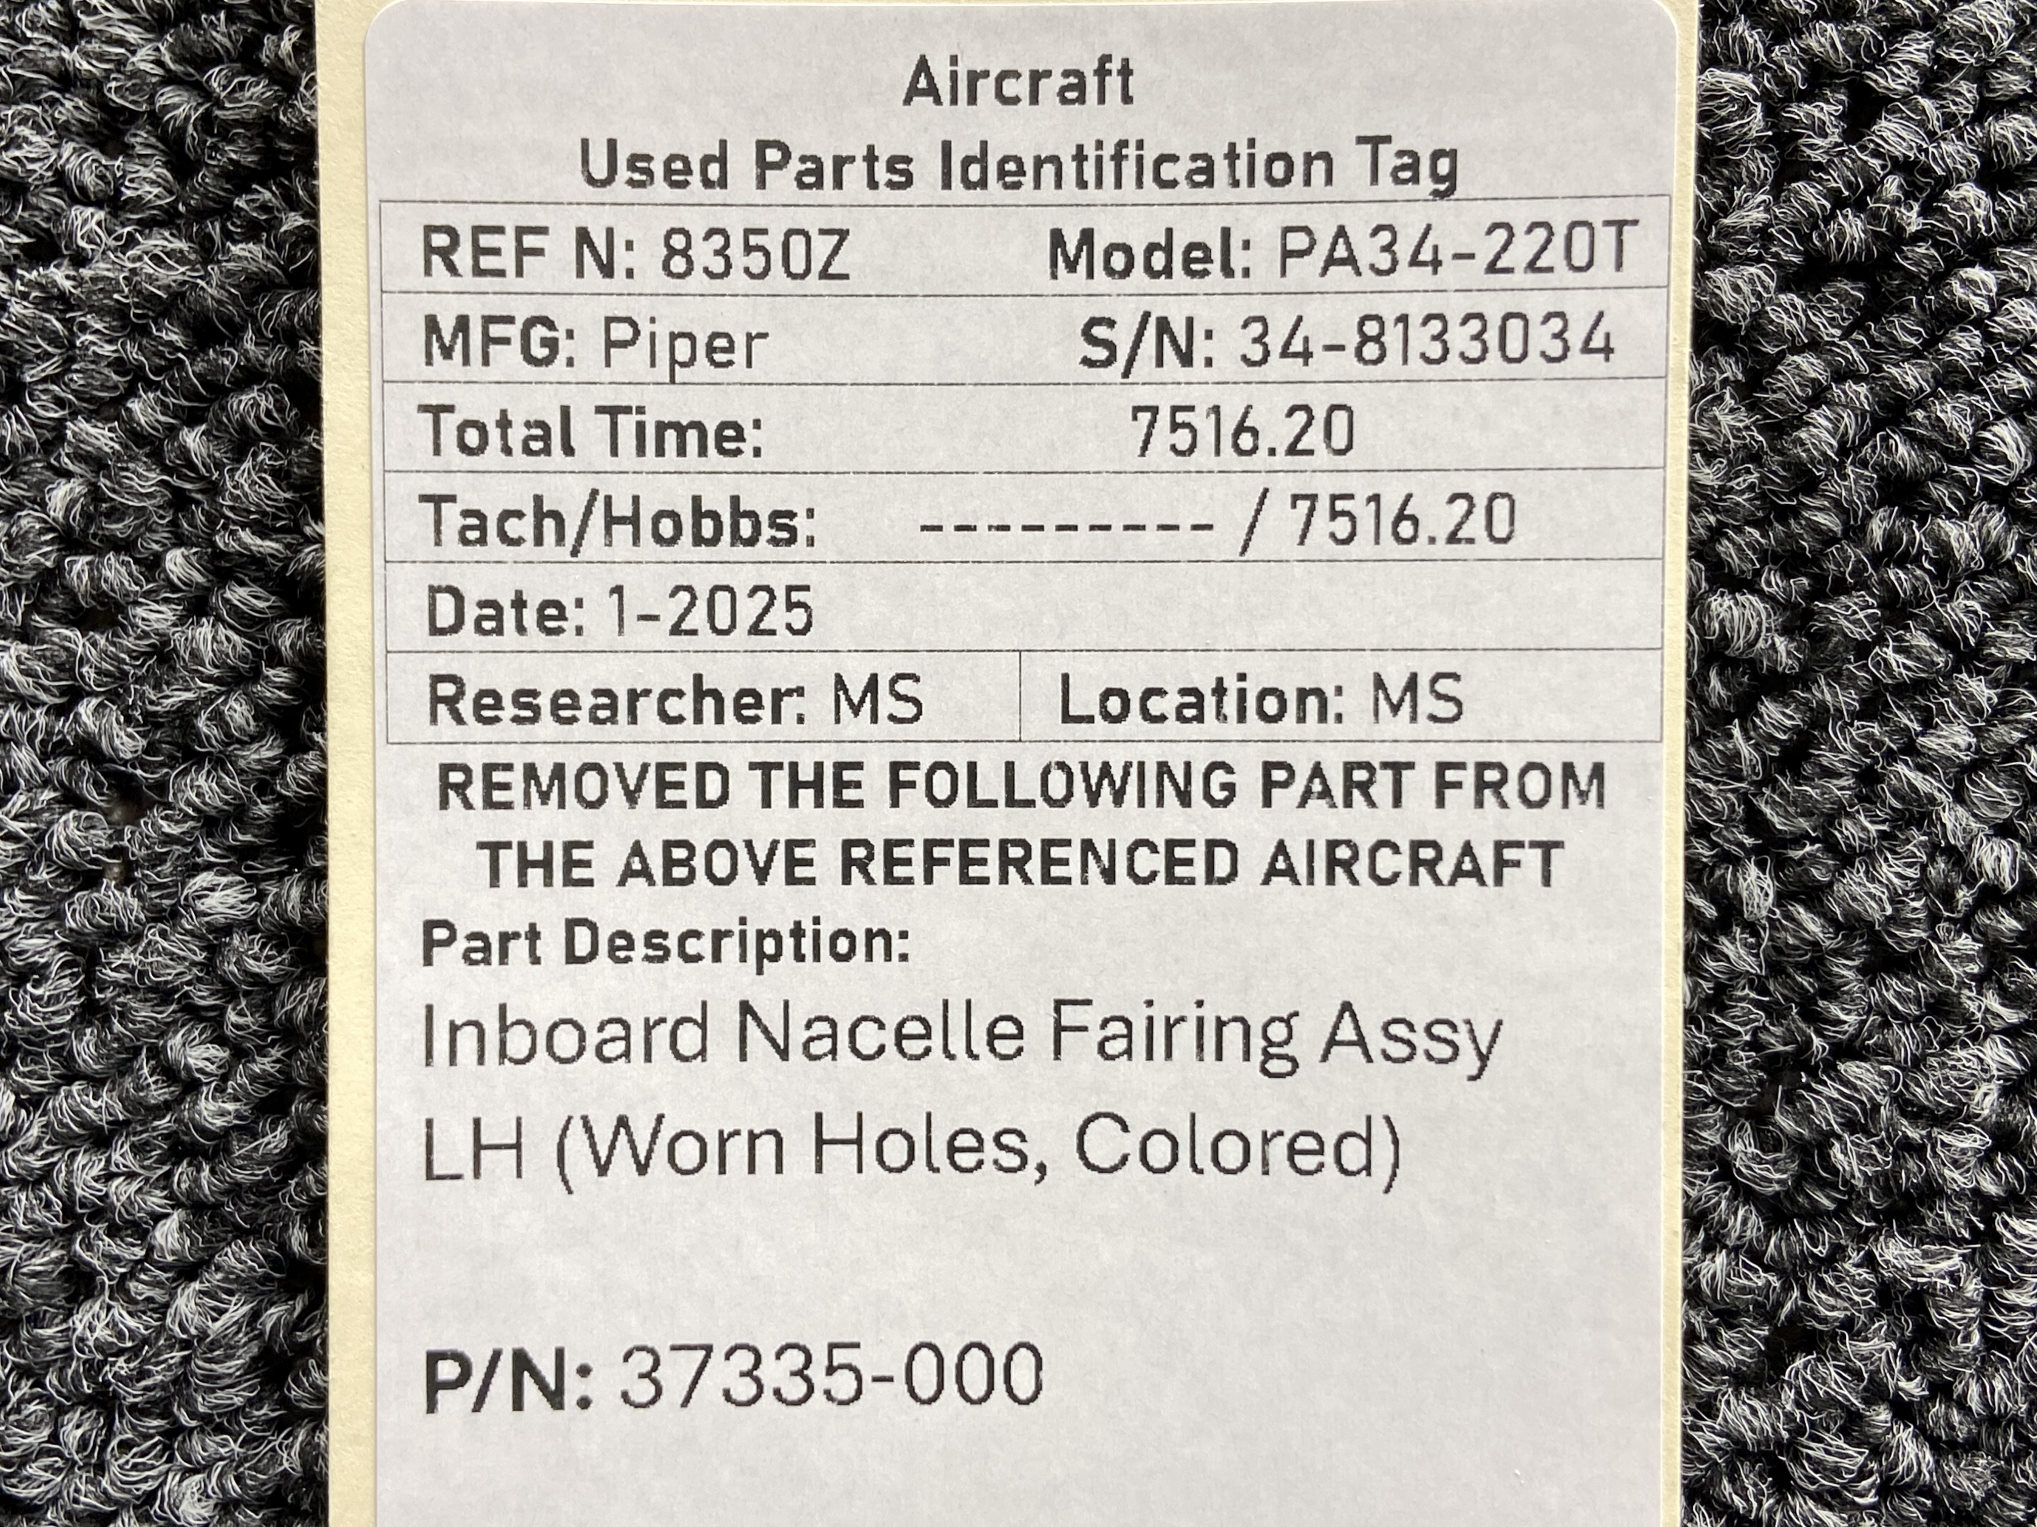 Aircraft
Used Parts Identification Tag
REF N: 8350Z Model: PA34-220T
MFG: Piper S/N: 34-8133034
Total Time: 7516.20
Tach/Hobbs: --------- / 7516.20
Date: 1-2025
Researcher: MS Location: MS
REMOVED THE FOLLOWING PART FROM
THE ABOVE REFERENCED AIRCRAFT
Part Description:
Inboard Nacelle Fairing Assy
LH (Worn Holes, Colored)
P/N: 37335-000